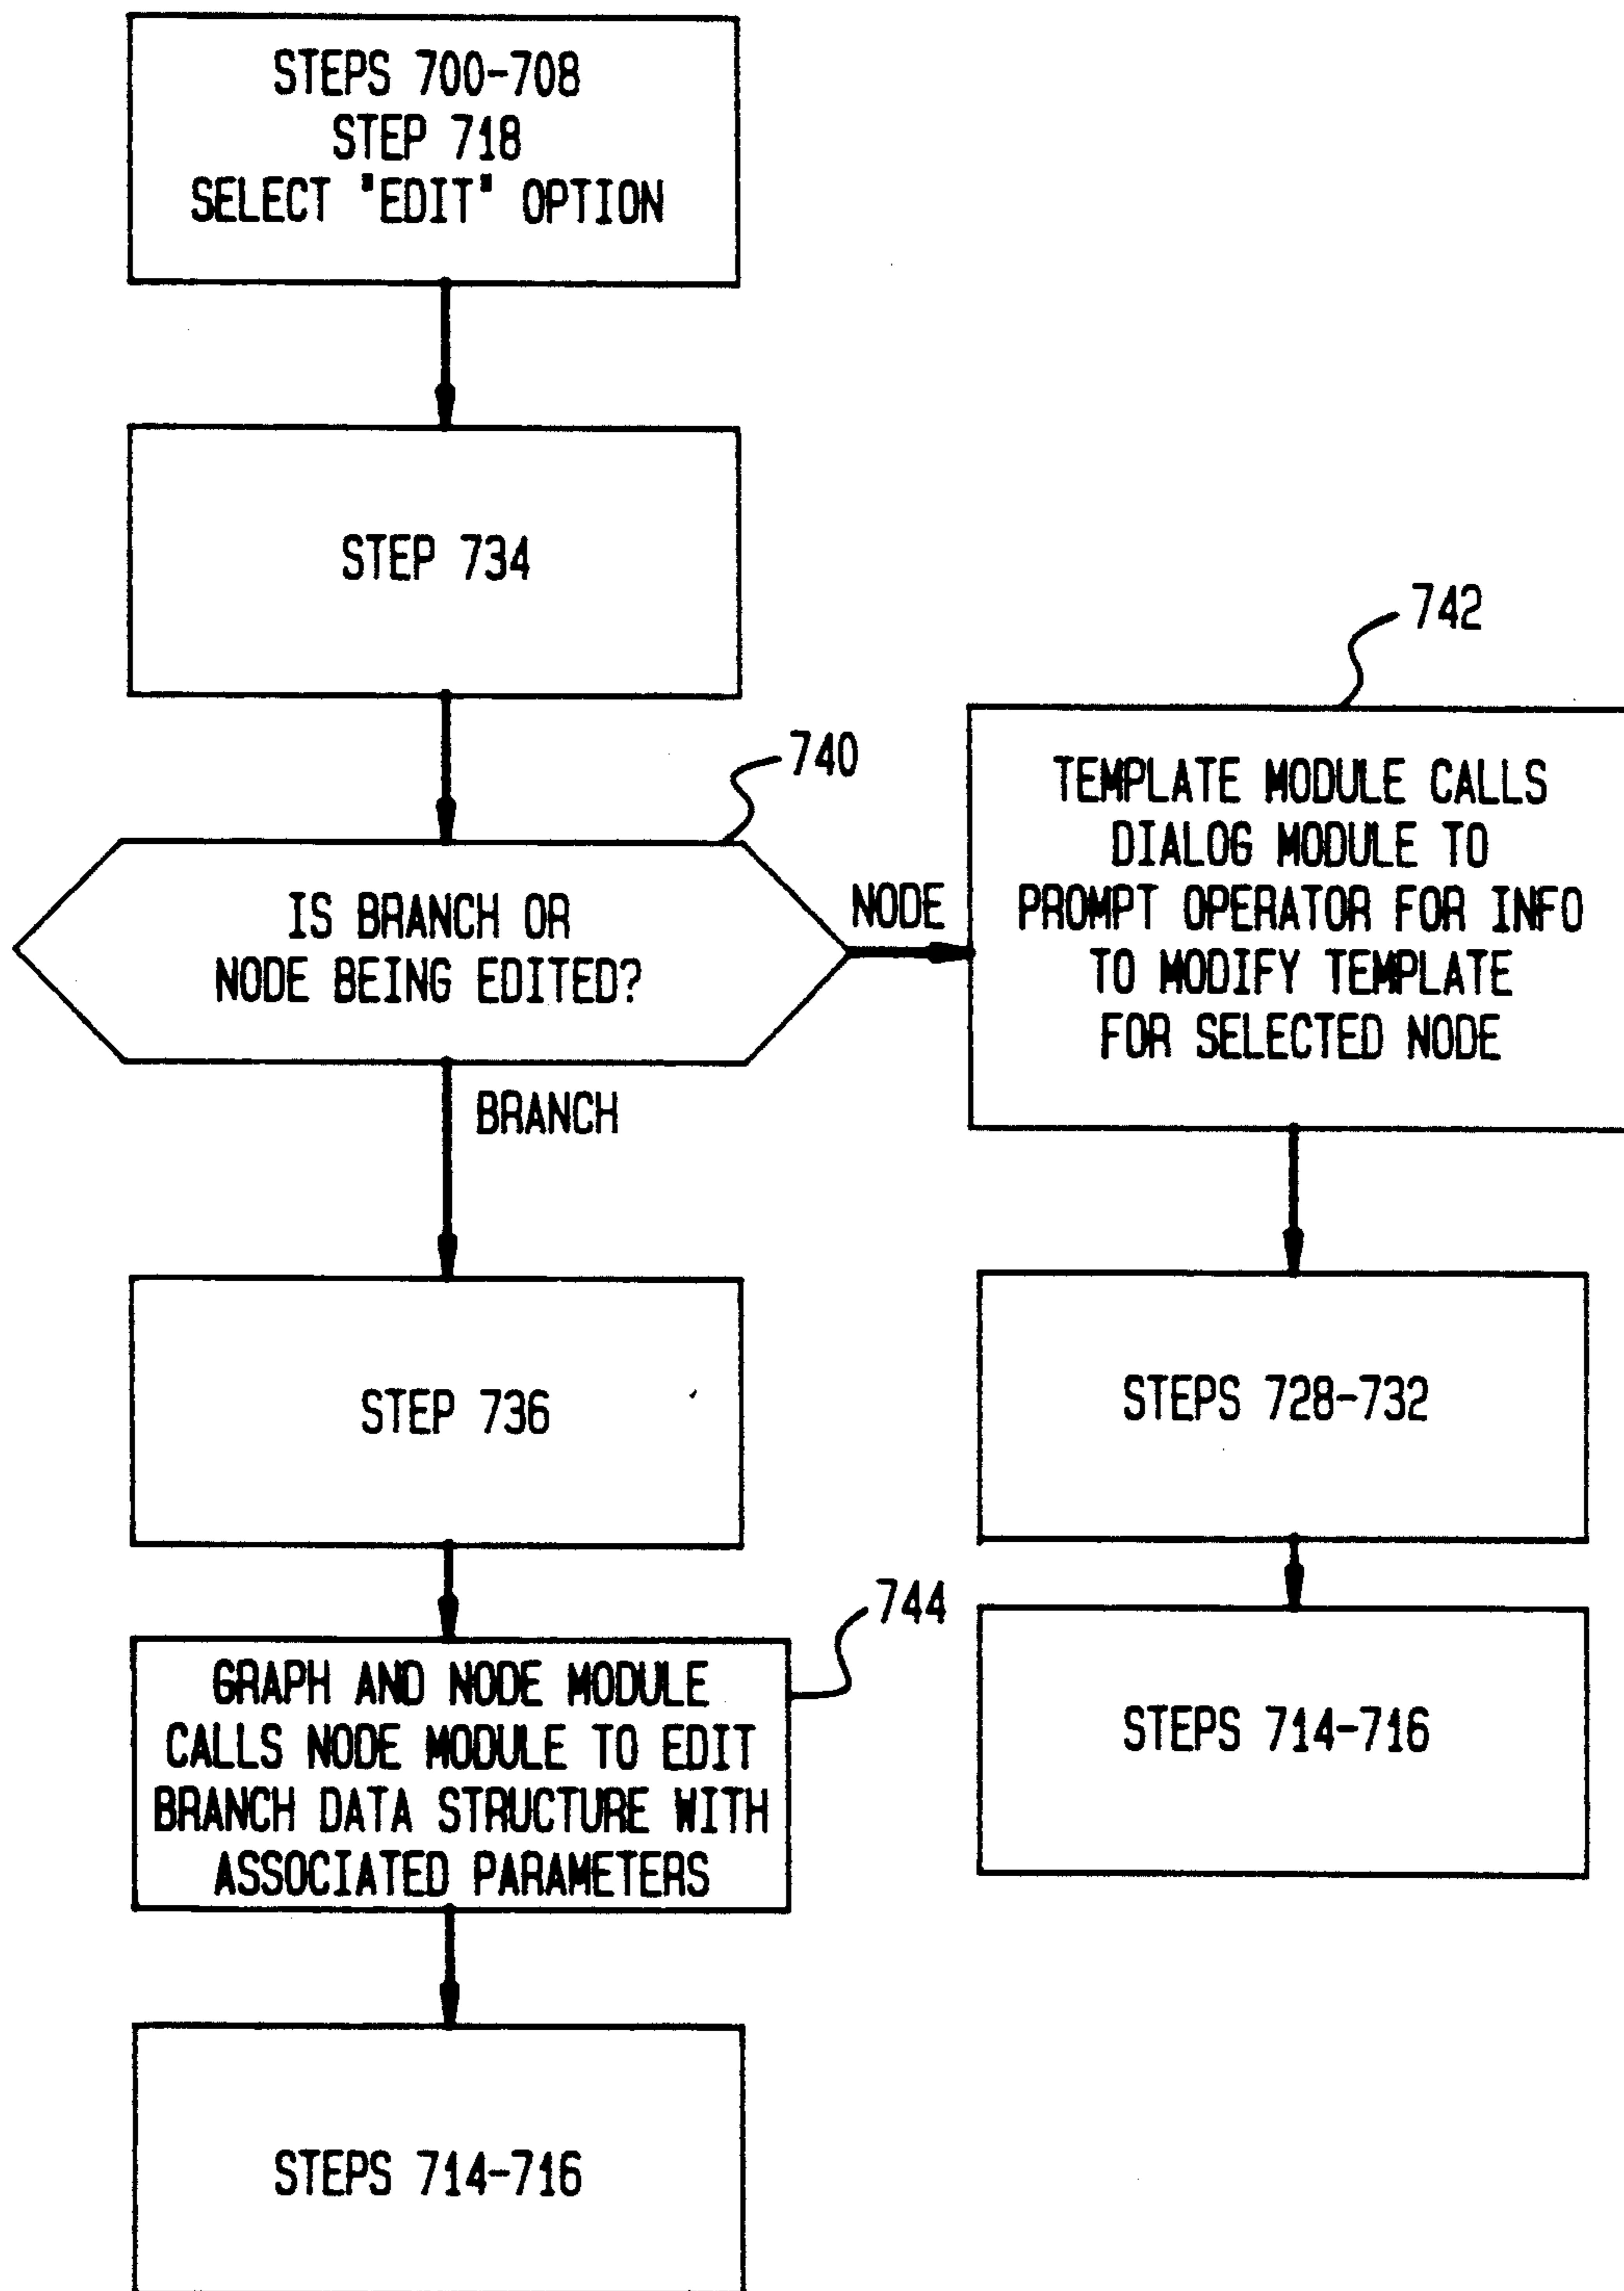 STEPS 700-708
STEP 718
SELECT "EDIT" OPTION
STEP 734
740
IS BRANCH OR
NODE BEING EDITED?
NODE
742
TEMPLATE MODULE CALLS
DIALOG MODULE TO
PROMPT OPERATOR FOR INFO
TO MODIFY TEMPLATE
FOR SELECTED NODE
BRANCH
STEP 736
STEPS 728-732
744
GRAPH AND NODE MODULE
CALLS NODE MODULE TO EDIT
BRANCH DATA STRUCTURE WITH
ASSOCIATED PARAMETERS
STEPS 714-716
STEPS 714-716